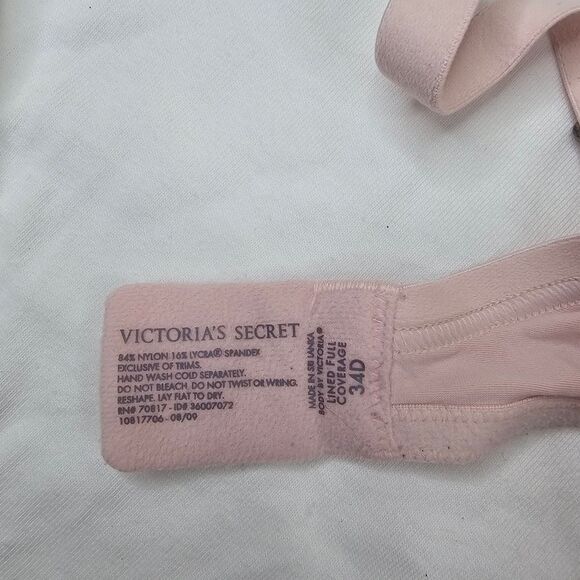 VICTORIA'S SECRET
84% NYLON 16% LYCRA® SPANDEX
EXCLUSIVE OF TRIMS.
HAND WASH COLD SEPARATELY.
DO NOT BLEACH. DO NOT TWIST OR WRING.
RESHAPE. LAY FLAT TO DRY.
RN# 70817 - ID# 36007072
10817706 - 08/09
MADE IN SRI LANKA
BODY BY VICTORIA®
LINED FULL
COVERAGE
34D